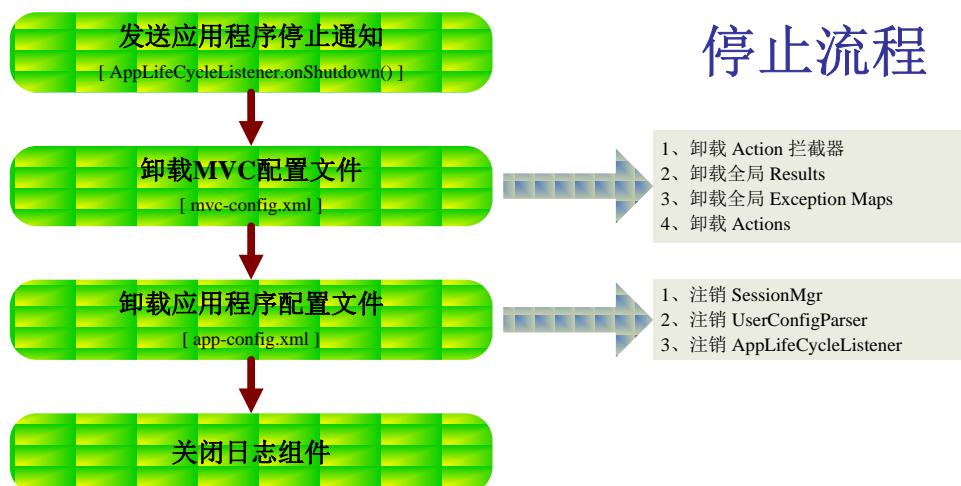 停止流程
发送应用程序停止通知
[ AppLifeCycleListener.onShutdown() ]
卸载MVC配置文件
[ mvc-config.xml ]
1、卸载 Action 拦截器
2、卸载全局 Results
3、卸载全局 Exception Maps
4、卸载 Actions
卸载应用程序配置文件
[ app-config.xml ]
1、注销 SessionMgr
2、注销 UserConfigParser
3、注销 AppLifeCycleListener
关闭日志组件